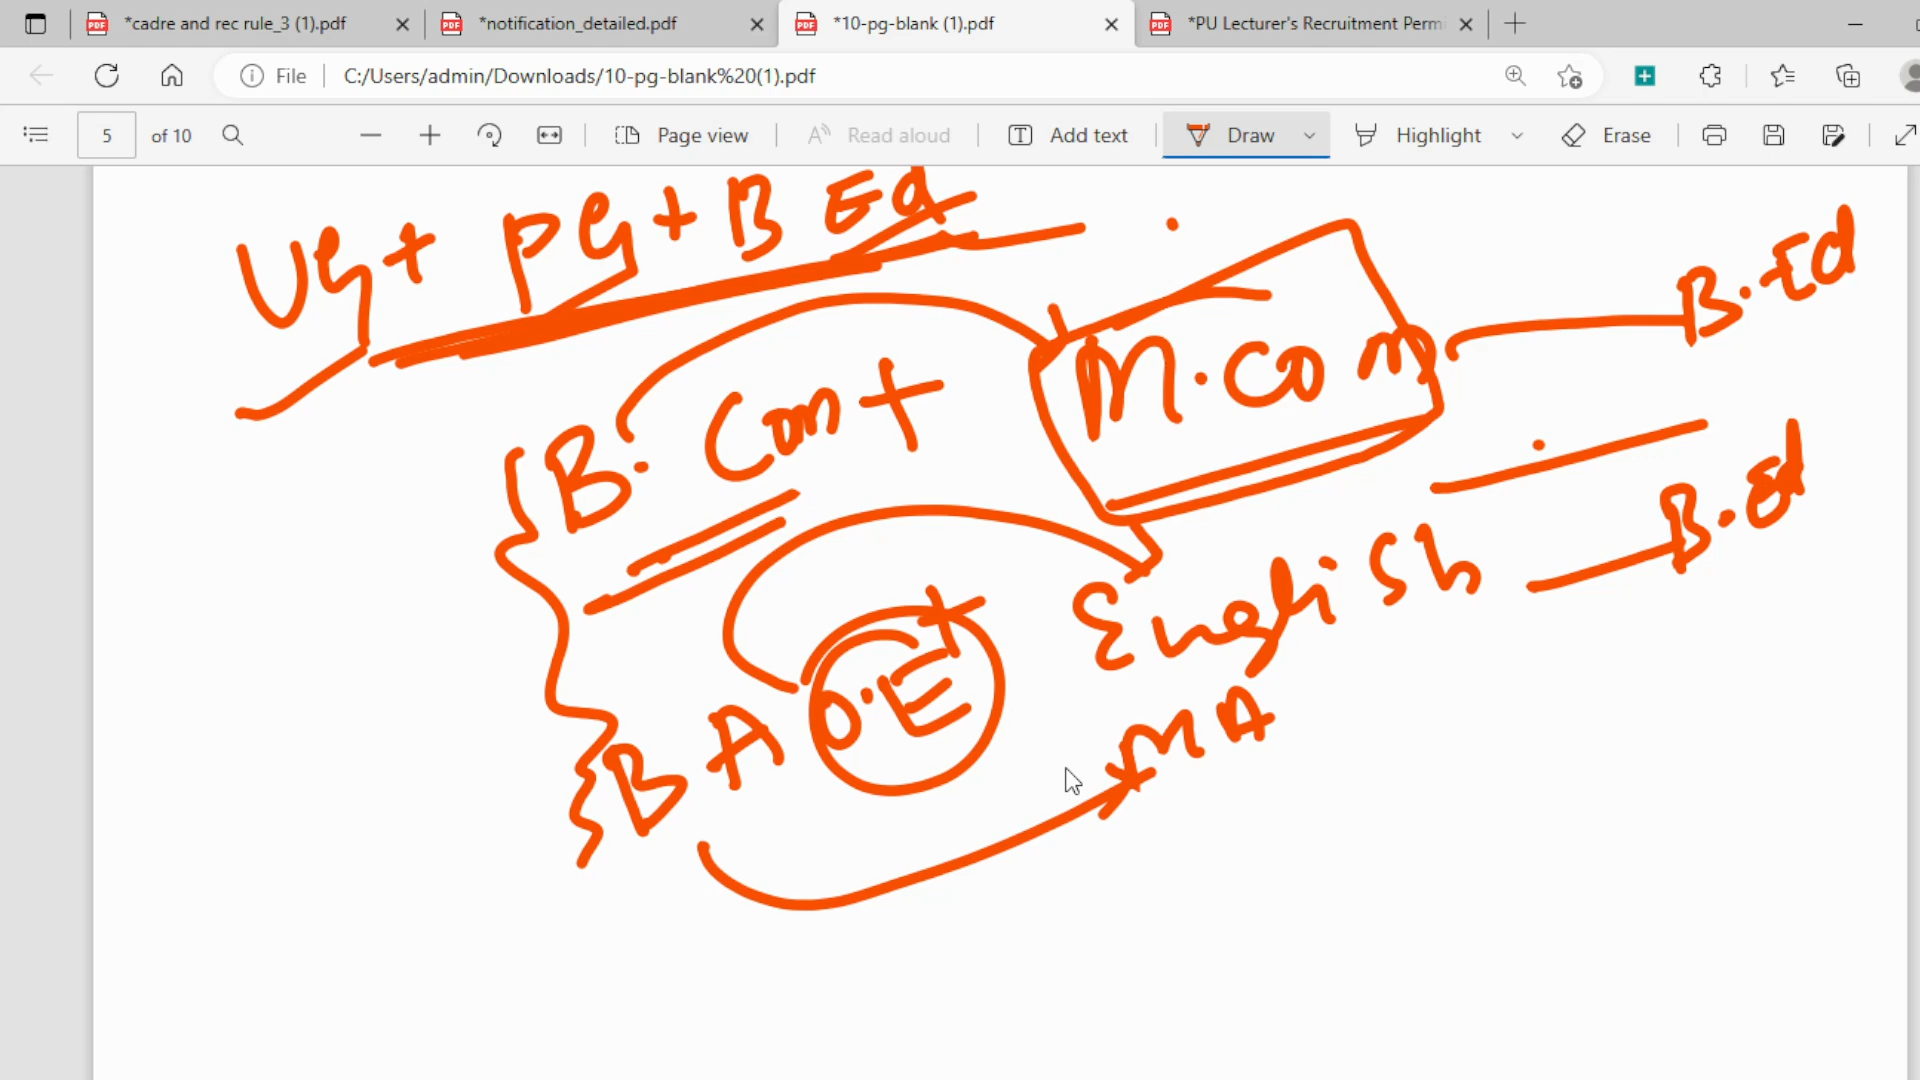 *cadre and rec rule_3 (1).pdf
*notification_detailed.pdf
*10-pg-blank (1).pdf
*PU Lecturer's Recruitment Permi
File
C:/Users/admin/Downloads/10-pg-blank%20(1).pdf
5 of 10
Page view
Read aloud
Add text
Draw
Highlight
Erase
UG + PG + B Ed
B. Com + M. Com B. Ed
BA O.E + English B. Ed
MA